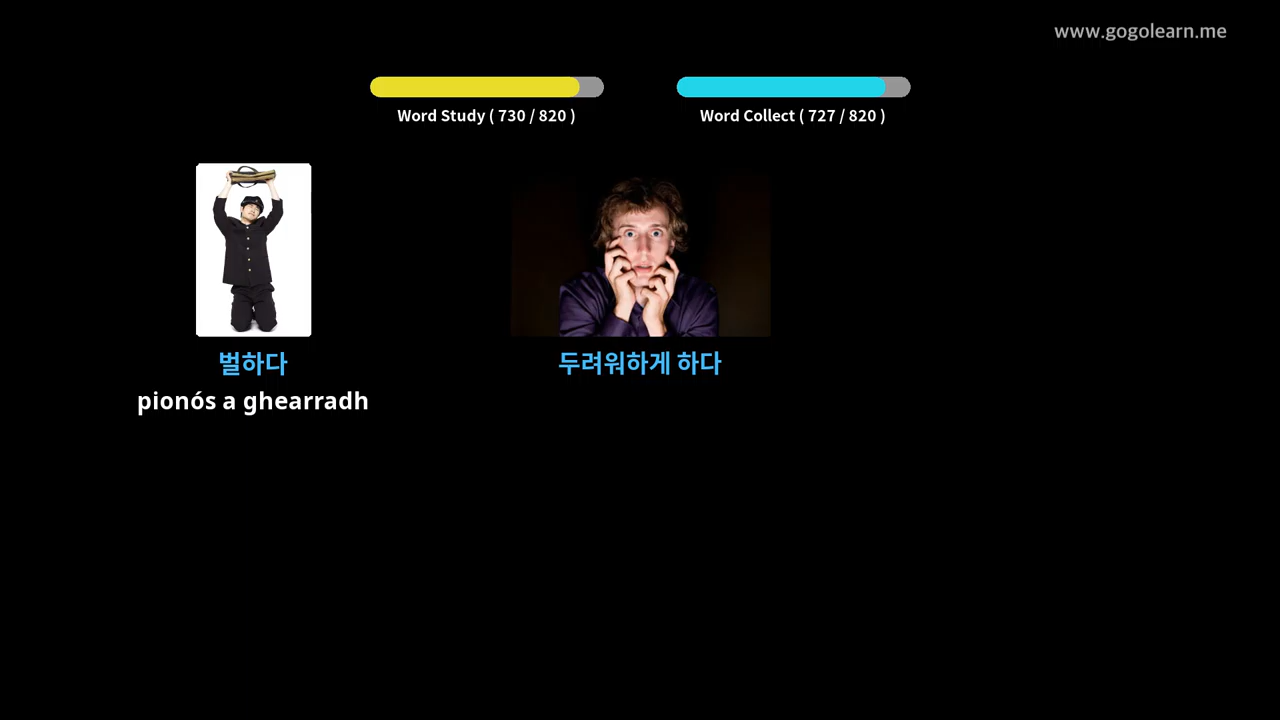 www.gogolearn.me
Word Study ( 730 / 820 )
Word Collect ( 727 / 820 )
벌하다
두려워하게 하다
pionós a ghearradh